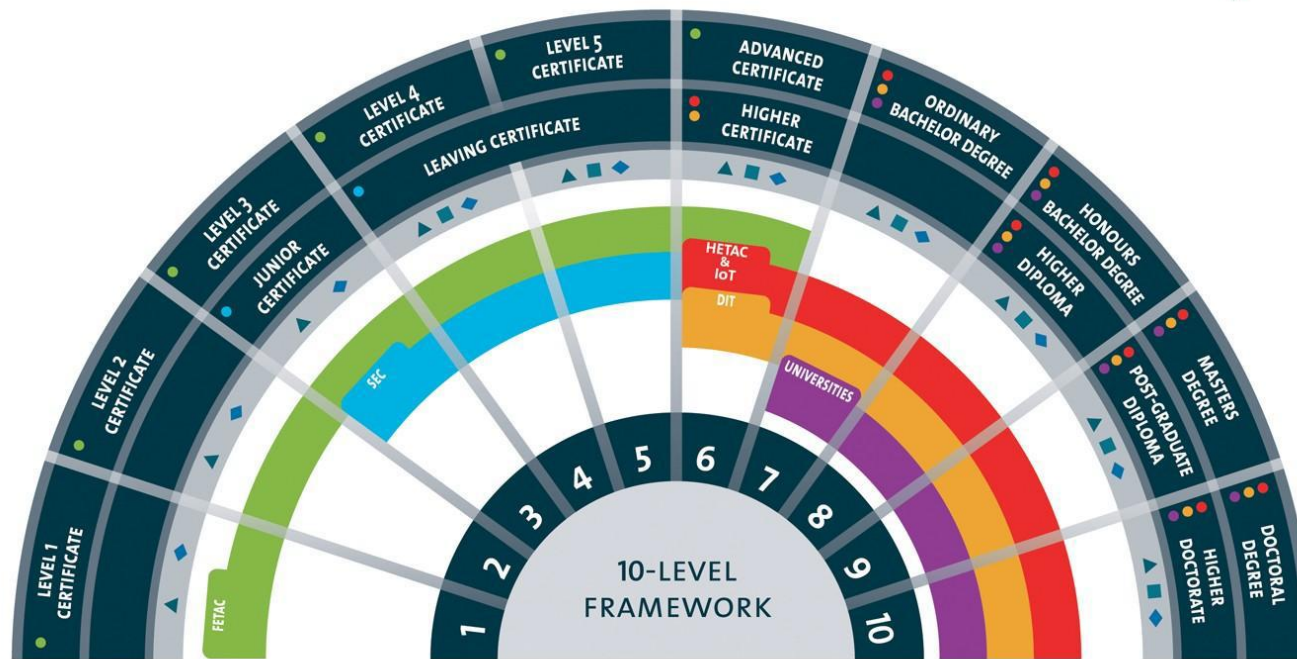 LEVEL 1
CERTIFICATE
LEVEL 2
CERTIFICATE
LEVEL 3
CERTIFICATE
JUNIOR
CERTIFICATE
LEVEL 4
CERTIFICATE
LEVEL 5
CERTIFICATE
LEAVING CERTIFICATE
ADVANCED
CERTIFICATE
HIGHER
CERTIFICATE
ORDINARY
BACHELOR DEGREE
HONOURS
BACHELOR DEGREE
HIGHER
DIPLOMA
MASTERS
DEGREE
POST-GRADUATE
DIPLOMA
DOCTORAL
DEGREE
HIGHER
DOCTORATE
FETAC
SEC
HETAC
&
IoT
DIT
UNIVERSITIES
1
2
3
4
5
6
7
8
9
10
10-LEVEL
FRAMEWORK